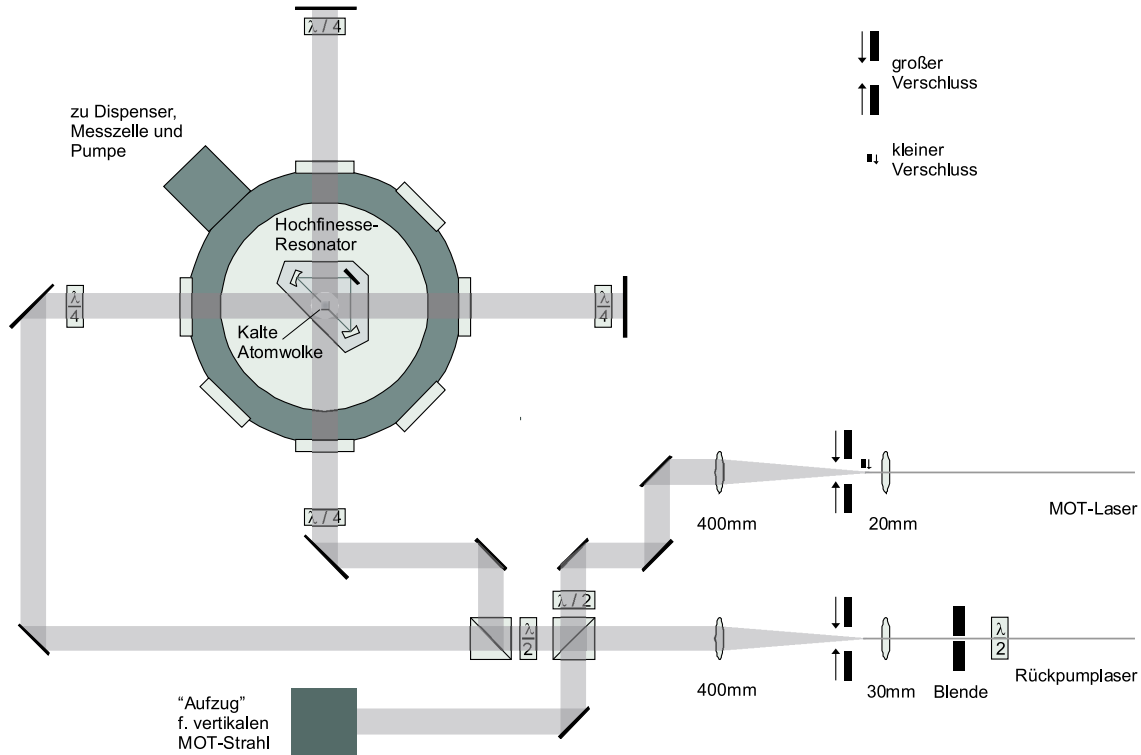 λ / 4
großer
Verschluss
kleiner
Verschluss
zu Dispenser,
Messzelle und
Pumpe
Hochfinesse-
Resonator
λ
4
λ
4
Kalte
Atomwolke
λ / 4
400mm
20mm
MOT-Laser
λ / 2
λ
2
400mm
30mm
Blende
λ
2
Rückpumplaser
“Aufzug”
f. vertikalen
MOT-Strahl